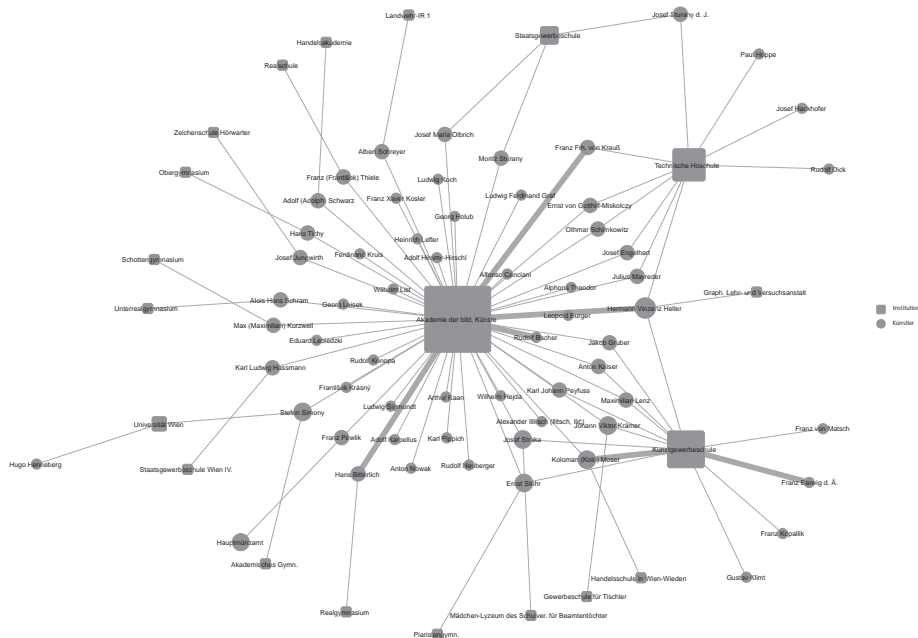 Landwehr-IR 1
Josef Sturany d. J.
Staatsgewerbeschule
Handelsakademie
Paul Hoppe
Realschule
Josef Hackhofer
Zeichenschule Hörwarter
Josef Maria Olbrich
Albert Schreyer
Franz Frh. von Krauß
Moritz Sturany
Technische Hoschule
Rudolf Dick
Obergymnasium
Franz (František) Thiele
Ludwig Koch
Adolf (Adolph) Schwarz
Franz Xaver Kosler
Ludwig Ferdinand Graf
Ernst von Gotthilf-Miskolczy
Georg Holub
Othmar Schimkowitz
Hans Tichy
Heinrich Lefler
Josef Jungwirth
Ferdinand Kruis
Adolf Hirémy-Hirschl
Josef Engelhart
Schottengymnasium
Alfonso Canciani
Julius Mayreder
Wilhelm List
Alphons Theodor
Graph. Lehr- und Versuchsanstalt
Alois Hans Schram
Georg Leisek
Unterrealgymnasium
Hermann Vinzenz Heller
Institution
Akademie der bild. Künste
Leopold Burger
Künstler
Max (Maximilian) Kurzweil
Eduard Lebiedzki
Rudolf Bacher
Jakob Gruber
Rudolf Konopa
Karl Ludwig Hassmann
Anton Kaiser
František Krásný
Karl Johann Peyfuss
Arthur Kaan
Wilhelm Hejda
Maximilian Lenz
Ludwig Sigmundt
Stefan Simony
Universität Wien
Alexander Illitsch (Ilitsch, Ilić)
Johann Viktor Krämer
Franz von Matsch
Franz Pawlik
Adolf Karpellus
Karl Pippich
Josef Straka
Kunstgewerbeschule
Hugo Henneberg
Staatsgewerbschule Wien IV.
Hans Bitterlich
Anton Nowak
Rudolf Neuberger
Koloman (Kolo) Moser
Ernst Stöhr
Franz Barwig d. Ä.
Franz Kopallik
Hauptmünzamt
Akademisches Gymn.
Handelsschule in Wien-Wieden
Gustav Klimt
Gewerbeschule für Tischler
Realgymnasium
Mädchen-Lyzeum des Schulver. für Beamtentöchter
Piaristengymn.